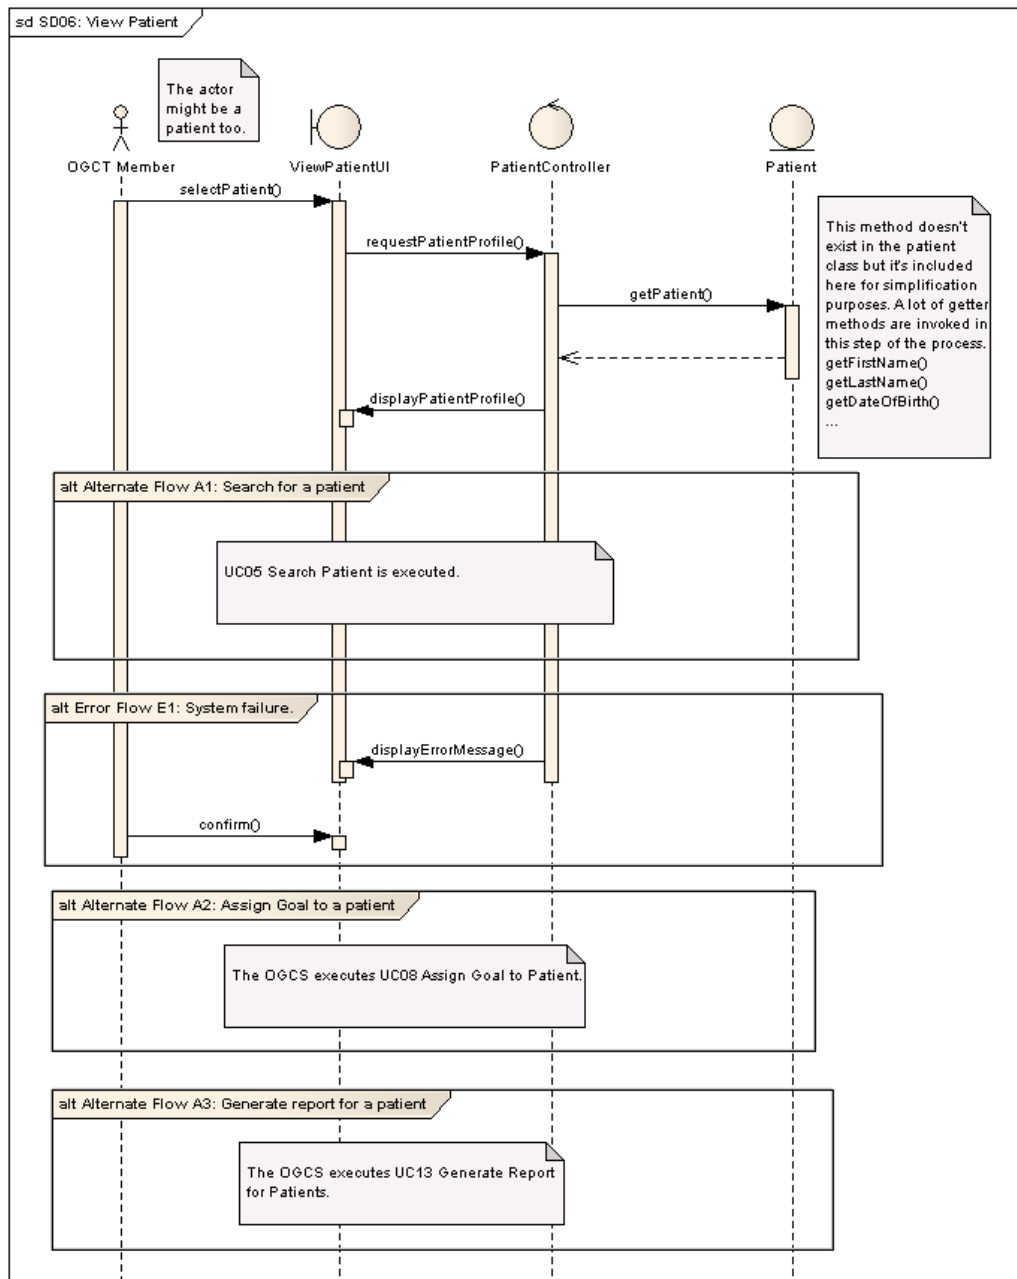 sd SD06: View Patient
The actor
might be a
patient too.
OGCT Member
ViewPatientUI
PatientController
Patient
selectPatient()
requestPatientProfile()
getPatient()
This method doesn't
exist in the patient
class but it's included
here for simplification
purposes. A lot of getter
methods are invoked in
this step of the process.
getFirstName()
getLastName()
getDateOfBirth()
...
displayPatientProfile()
alt Alternate Flow A1: Search for a patient
UC05 Search Patient is executed.
alt Error Flow E1: System failure.
displayErrorMessage()
confirm()
alt Alternate Flow A2: Assign Goal to a patient
The OGCS executes UC08 Assign Goal to Patient.
alt Alternate Flow A3: Generate report for a patient
The OGCS executes UC13 Generate Report
for Patients.